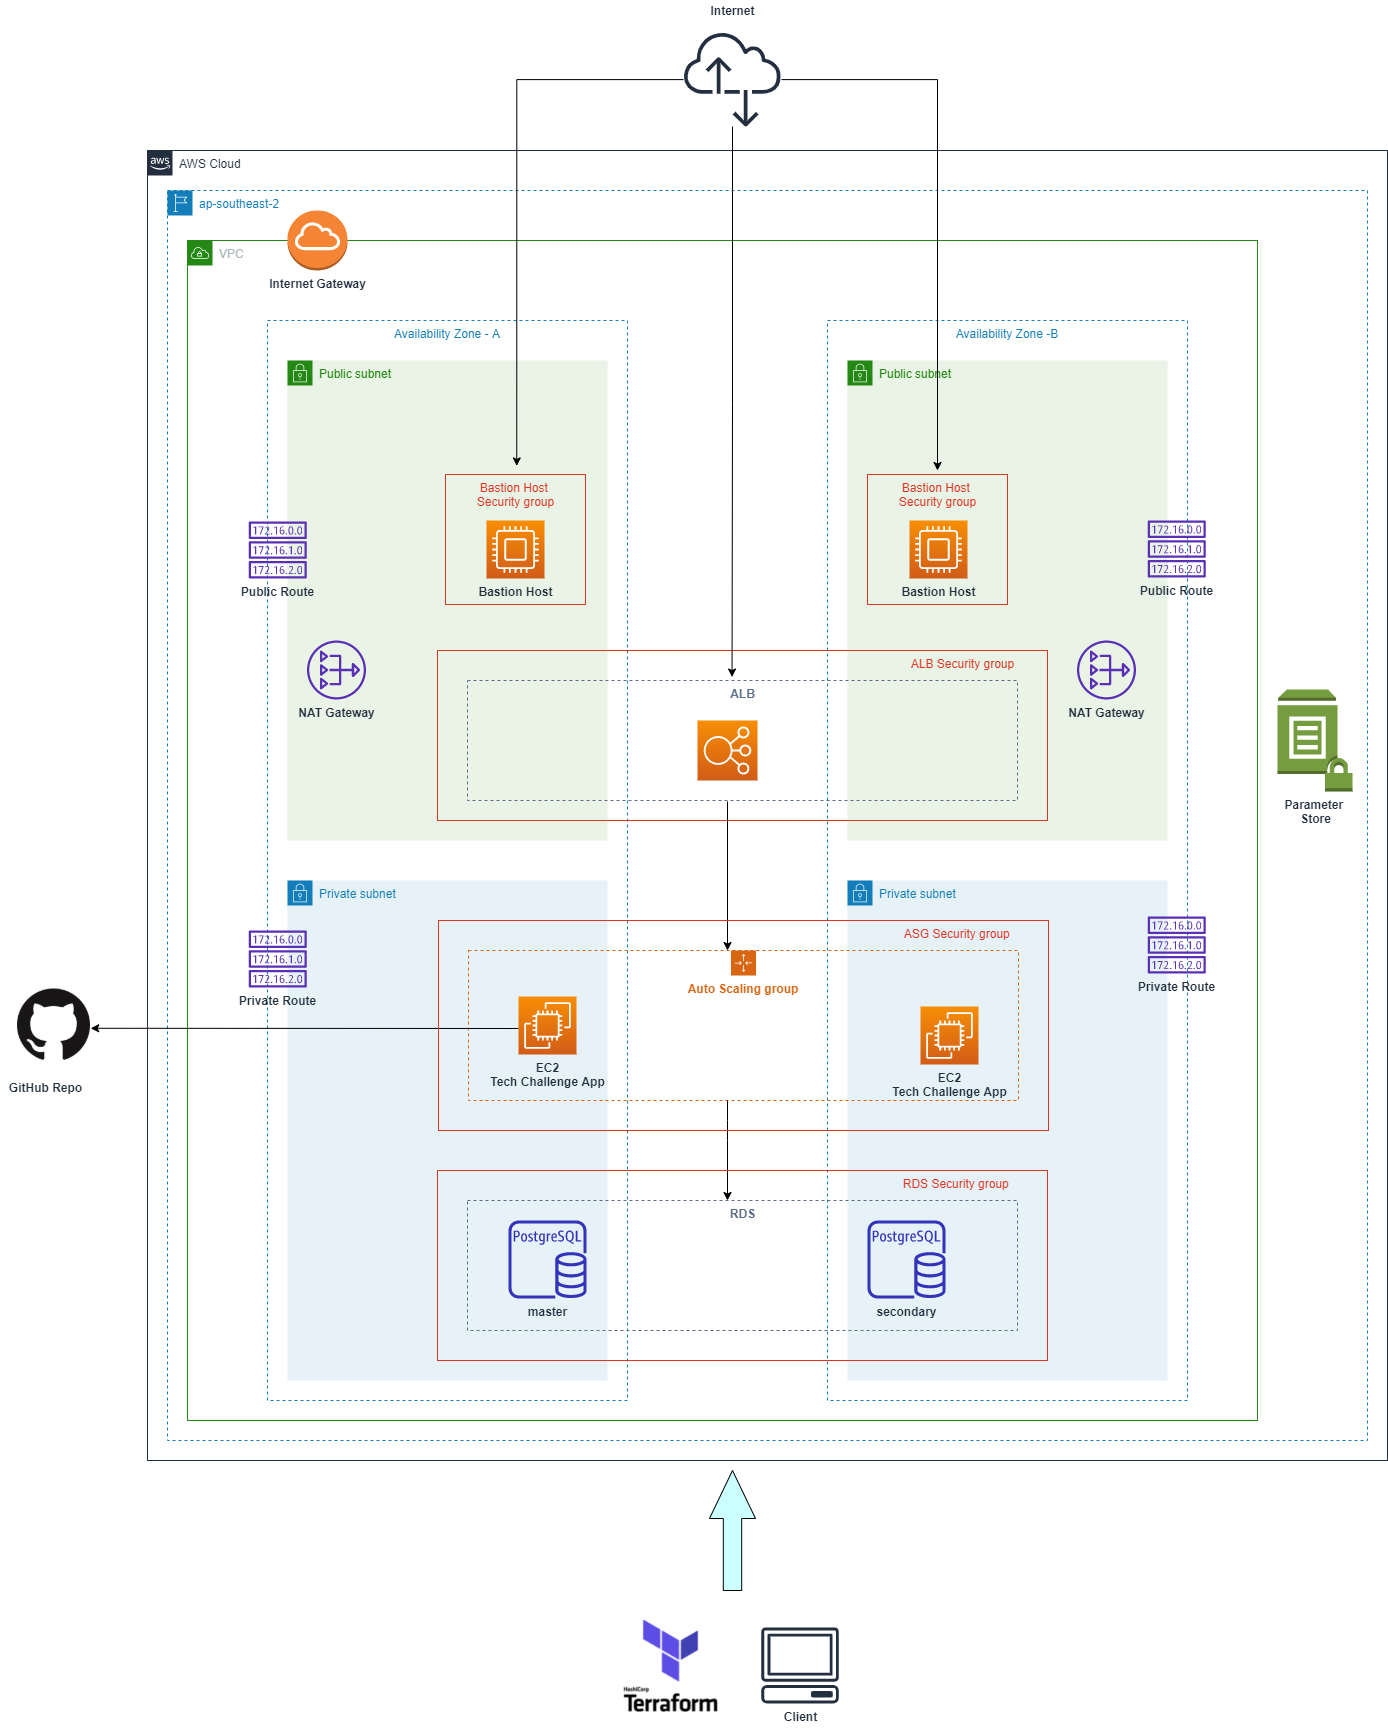 Internet
aws
AWS Cloud
ap-southeast-2
VPC
Internet Gateway
Availability Zone - A
Availability Zone -B
Public subnet
Public subnet
Bastion Host
Security group
Bastion Host
Bastion Host
Security group
Bastion Host
172.16.0.0
172.16.1.0
172.16.2.0
Public Route
172.16.0.0
172.16.1.0
172.16.2.0
Public Route
NAT Gateway
ALB Security group
ALB
NAT Gateway
Parameter
Store
Private subnet
Private subnet
172.16.0.0
172.16.1.0
172.16.2.0
Private Route
ASG Security group
Auto Scaling group
172.16.0.0
172.16.1.0
172.16.2.0
Private Route
EC2
Tech Challenge App
EC2
Tech Challenge App
GitHub Repo
RDS Security group
RDS
PostgreSQL
master
PostgreSQL
secondary
HashiCorp
Terraform
Client